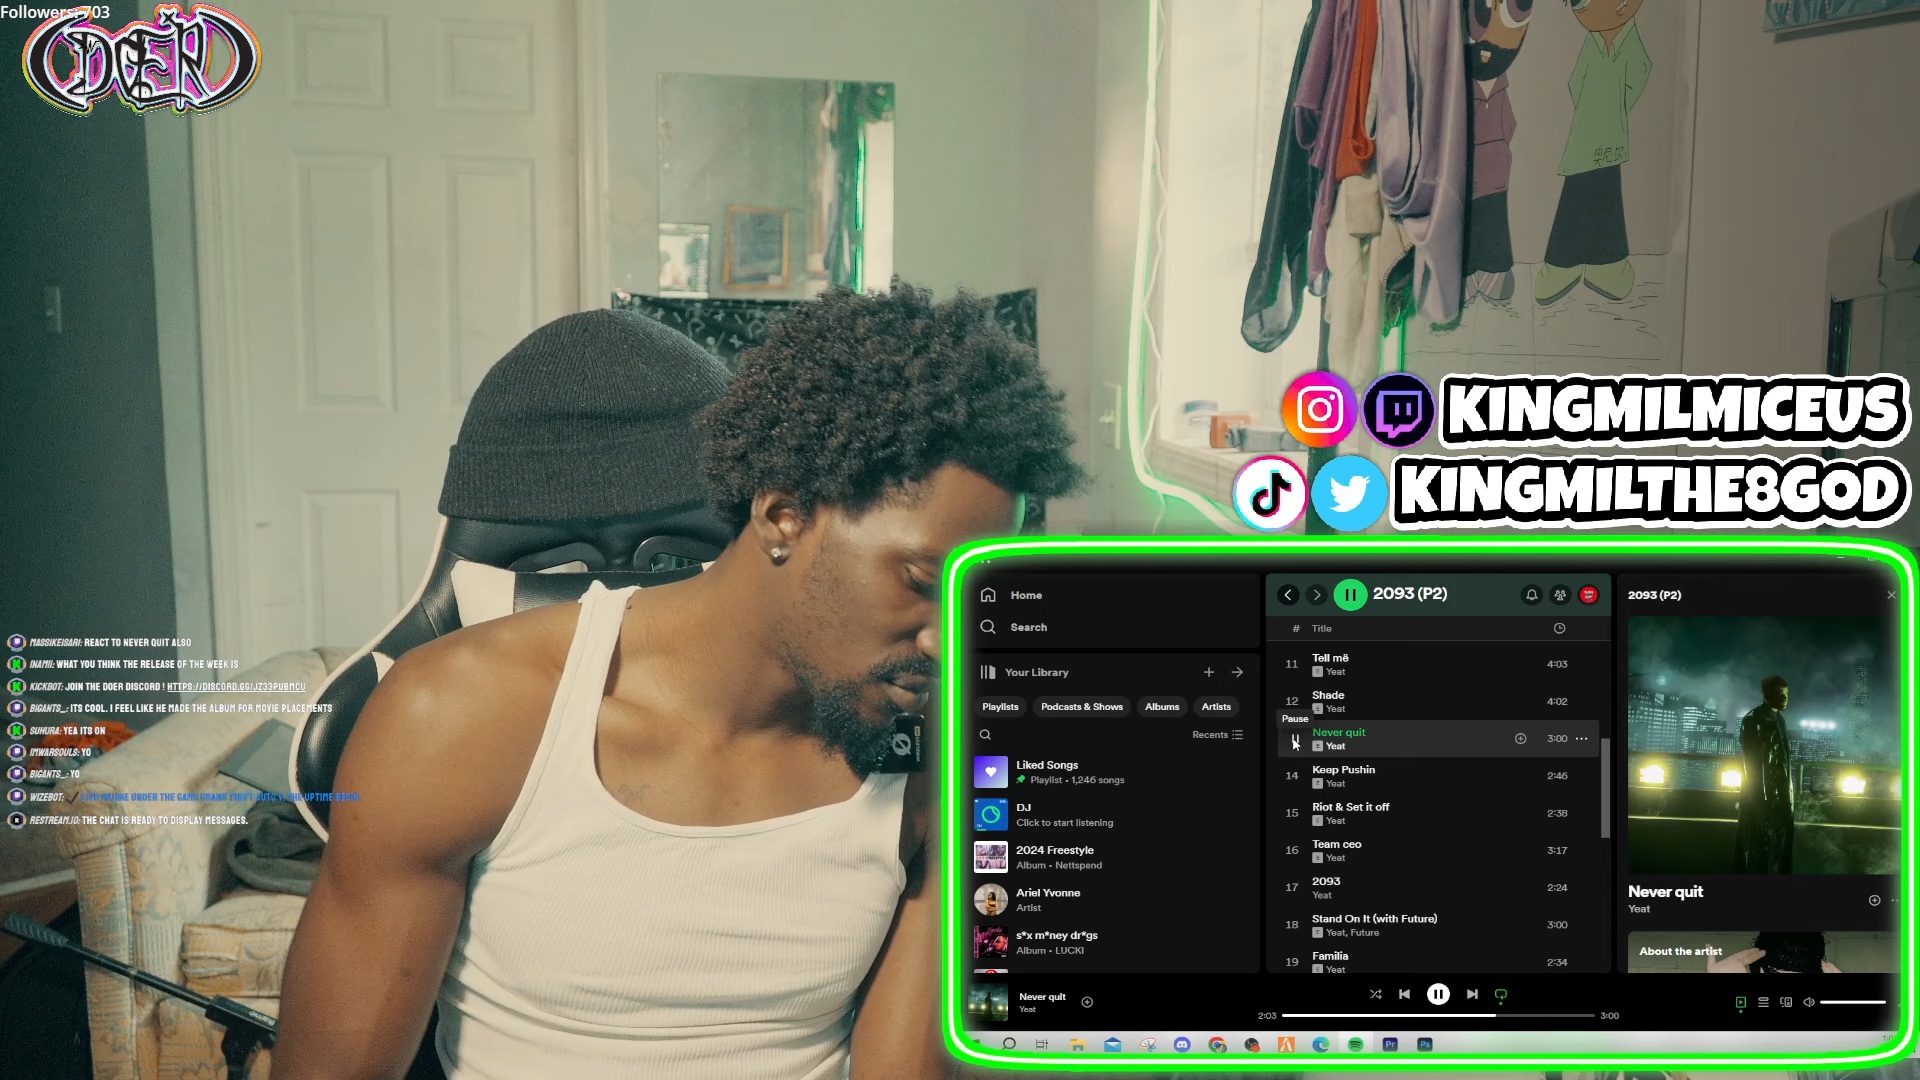 Followers: 703
DOER
KINGMILMICEUS
KINGMILTHE8GOD
MASSIKEISARI: REACT TO NEVER QUIT ALSO
INAMII: WHAT YOU THINK THE RELEASE OF THE WEEK IS
KICKBOT: JOIN THE DOER DISCORD ! HTTPS://DISCORD.GG/JZ33PUBMCU
BIGANTS_: ITS COOL. I FEEL LIKE HE MADE THE ALBUM FOR MOVIE PLACEMENTS
SUHURA: YEA ITS ON
IMWARSOULS: YO
BIGANTS_: YO
WIZEBOT:
RESTREAM.IO: THE CHAT IS READY TO DISPLAY MESSAGES.
Home
Search
Your Library
Playlists
Podcasts & Shows
Albums
Artists
Recents
Liked Songs
Playlist • 1,246 songs
DJ
Click to start listening
2024 Freestyle
Album • Nettspend
Ariel Yvonne
Artist
s*x m*ney dr*gs
Album • LUCKI
2093 (P2)
# Title
11 Tell më 4:03
E Yeat
12 Shade 4:02
E Yeat
Pause
Never quit 3:00
E Yeat
14 Keep Pushin 2:46
E Yeat
15 Riot & Set it off 2:38
E Yeat
16 Team ceo 3:17
E Yeat
17 2093 2:24
Yeat
18 Stand On It (with Future) 3:00
E Yeat, Future
19 Familia 2:34
E Yeat
2093 (P2)
Never quit
Yeat
About the artist
Never quit
Yeat
2:03
3:00
Pr
Ps